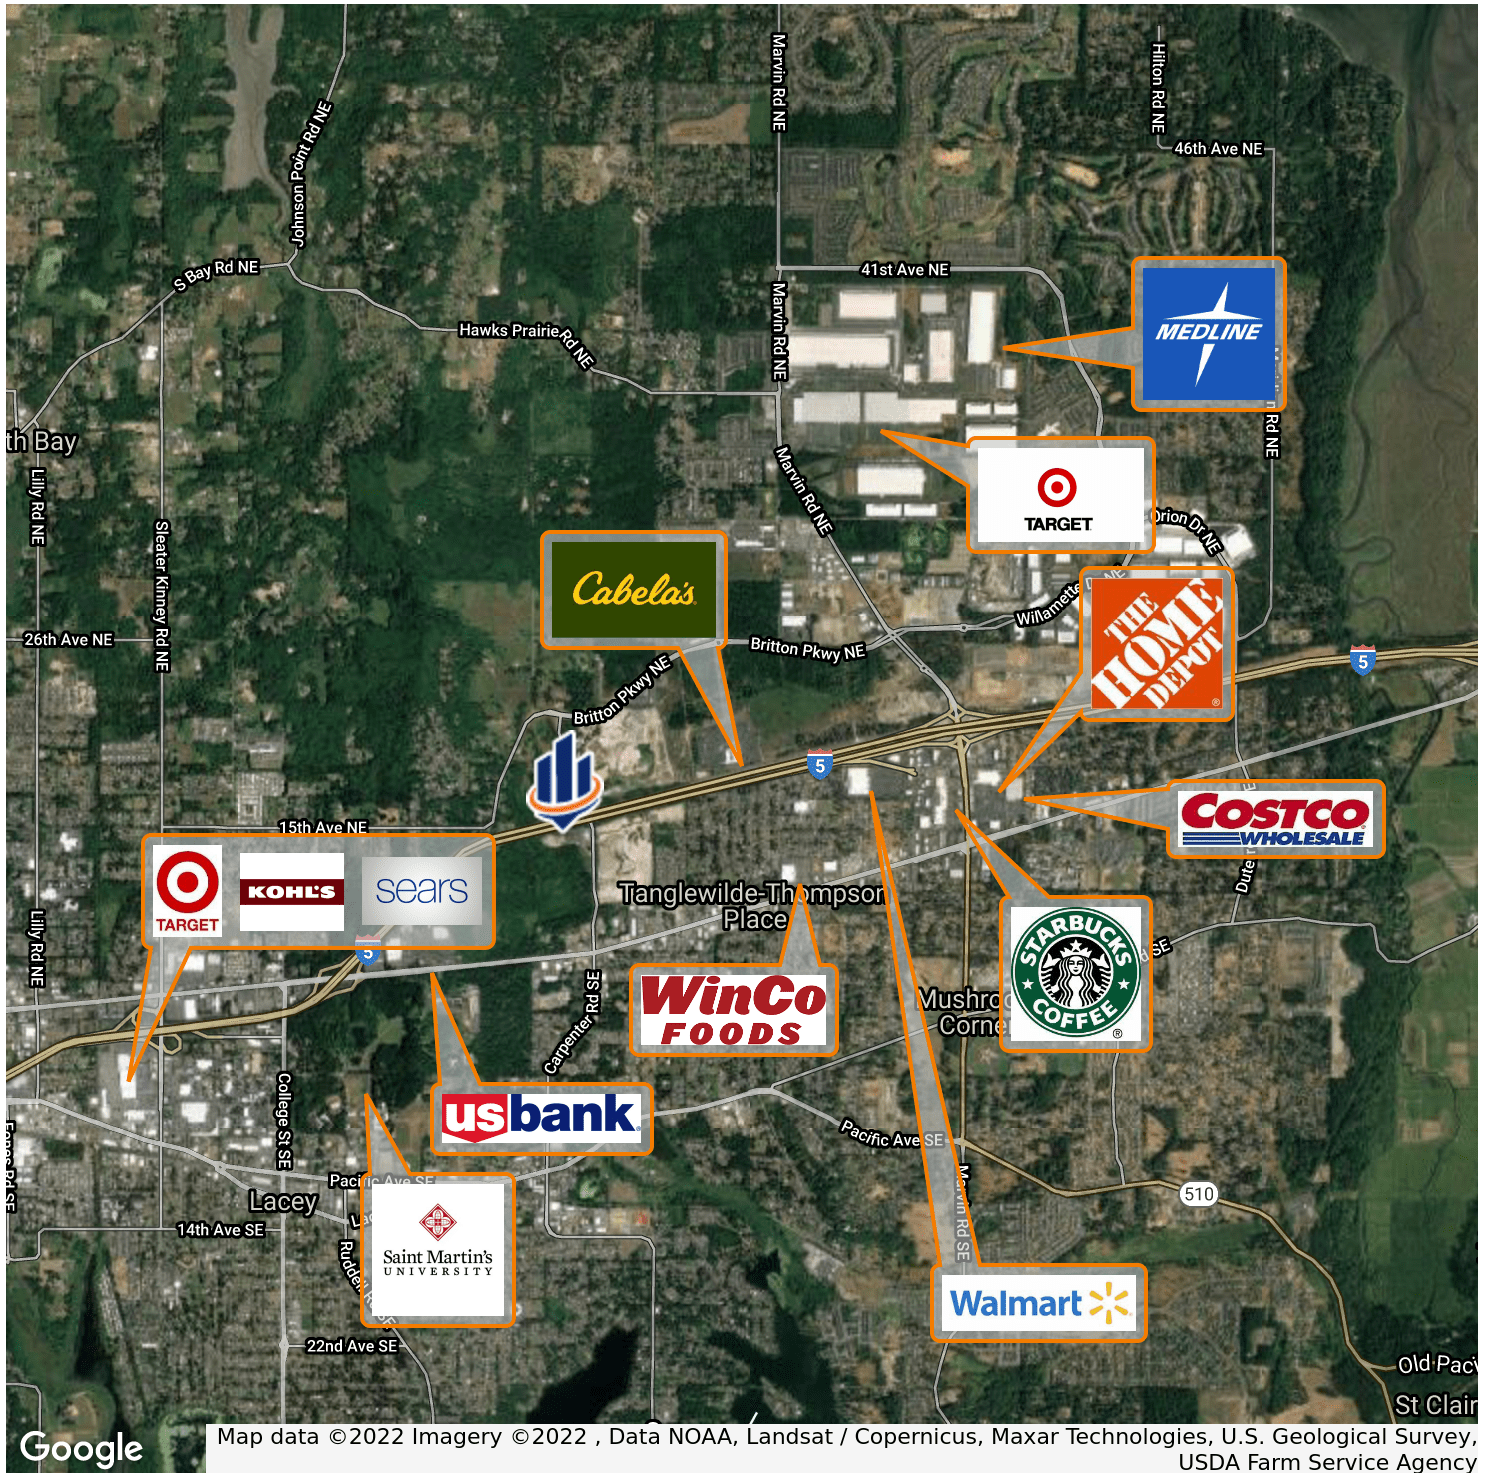 Marvin Rd NE
Hilton Rd NE
46th Ave NE
Johnson Point Rd NE
S Bay Rd NE
41st Ave NE
Marvin Rd NE
Hawks Prairie Rd NE
MEDLINE
Rd NE
th Bay
Lilly Rd NE
Marvin Rd NE
TARGET
Orion Dr NE
Sleater Kinney Rd NE
Cabela's
Willamette Dr NE
THE
HOME
DEPOT
®
26th Ave NE
Britton Pkwy NE
Britton Pkwy NE
5
5
COSTCO
WHOLESALE
15th Ave NE
TARGET
KOHL'S
sears
Tanglewilde-Thompson
Place
STARBUCKS
COFFEE
®
SE
Lilly Rd NE
5
WinCo
FOODS
Carpenter Rd SE
usbank
College St SE
Pacific Ave SE
Pacific Ave SE
510
Lacey
14th Ave SE
Saint Martin's
UNIVERSITY
Marvin Rd SE
Walmart
22nd Ave SE
Old Pac
St Clair
Google
Map data ©2022 Imagery ©2022 , Data NOAA, Landsat / Copernicus, Maxar Technologies, U.S. Geological Survey,
USDA Farm Service Agency